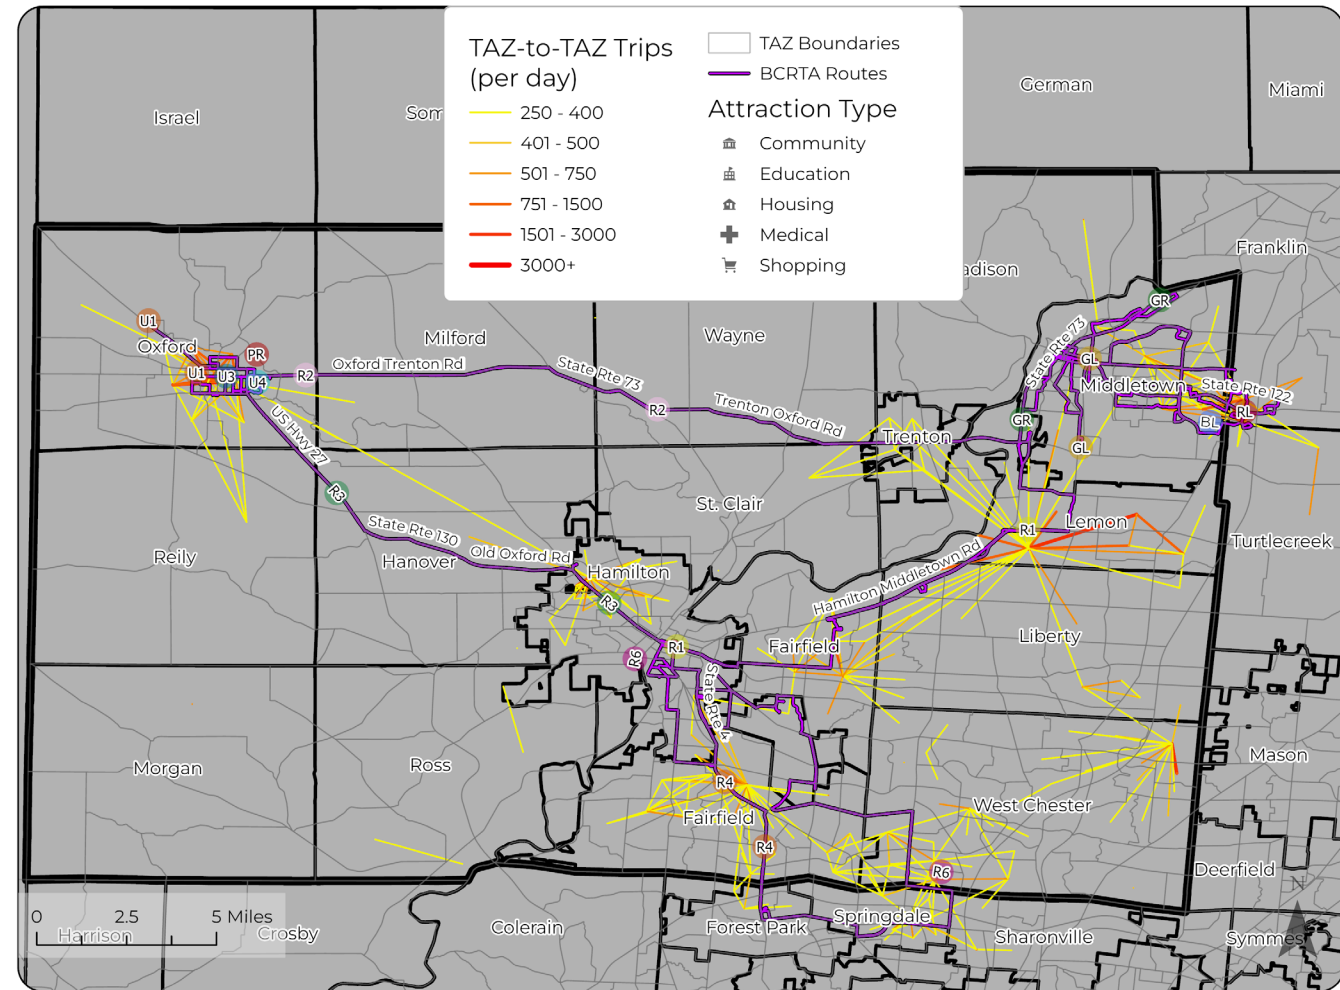 TAZ-to-TAZ Trips
(per day)
250 - 400
401 - 500
501 - 750
751 - 1500
1501 - 3000
3000+
TAZ Boundaries
BCRTA Routes
Attraction Type
Community
Education
Housing
Medical
Shopping
Israel
Som
German
Miami
Franklin
adison
GR
U1
Oxford
Milford
Wayne
State Rte 73
PR
Oxford Trenton Rd
State Rte 73
GL
Middletown
State Rte 122
U1
U3
U4
R2
R2
Trenton Oxford Rd
GR
BL
RL
US Hwy 27
Trenton
GL
R3
St. Clair
State Rte 130
Old Oxford Rd
R1
Lemon
Turtlecreek
Reily
Hanover
Hamilton
Hamilton Middletown Rd
R3
R6
R1
Fairfield
Liberty
State Rte 4
Morgan
Ross
Mason
R4
Fairfield
West Chester
R4
R6
Deerfield
N
0 2.5 5 Miles
Harrison
Crosby
Colerain
Forest Park
Springdale
Sharonville
Symmes